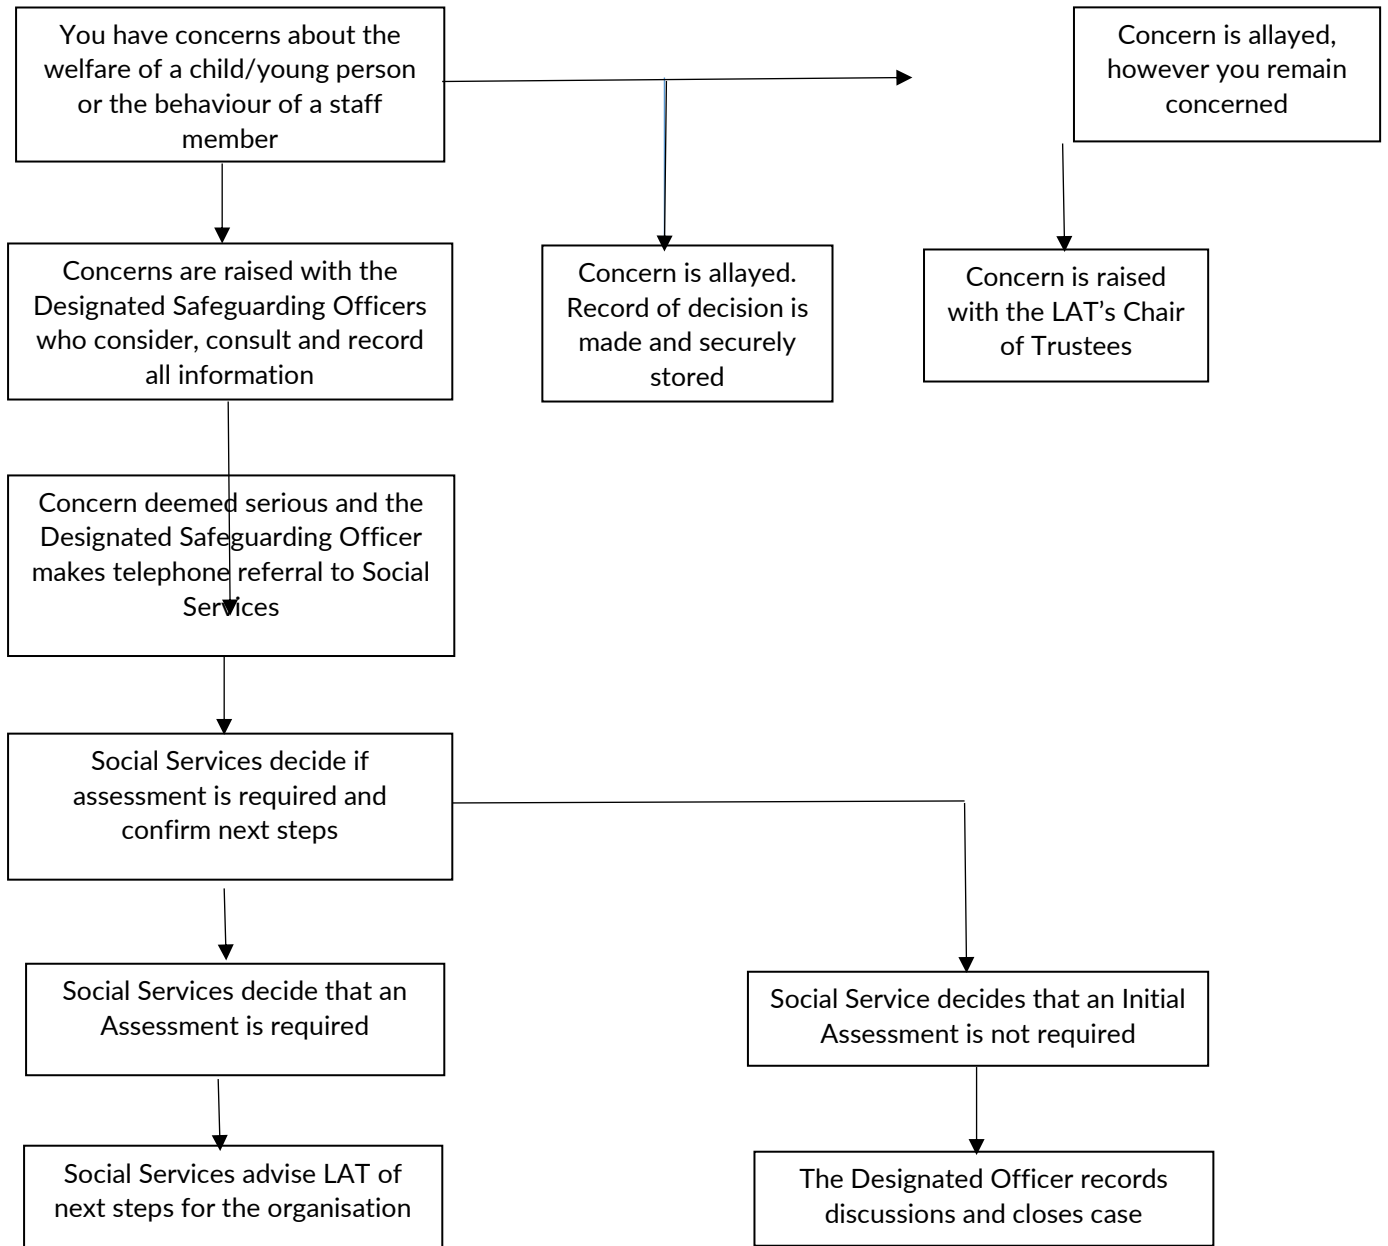 You have concerns about the
welfare of a child/young person
or the behaviour of a staff
member
Concern is allayed,
however you remain
concerned
Concerns are raised with the
Designated Safeguarding Officers
who consider, consult and record
all information
Concern is allayed.
Record of decision is
made and securely
stored
Concern is raised
with the LAT’s Chair
of Trustees
Concern deemed serious and the
Designated Safeguarding Officer
makes telephone referral to Social
Services
Social Services decide if
assessment is required and
confirm next steps
Social Services decide that an
Assessment is required
Social Service decides that an Initial
Assessment is not required
Social Services advise LAT of
next steps for the organisation
The Designated Officer records
discussions and closes case